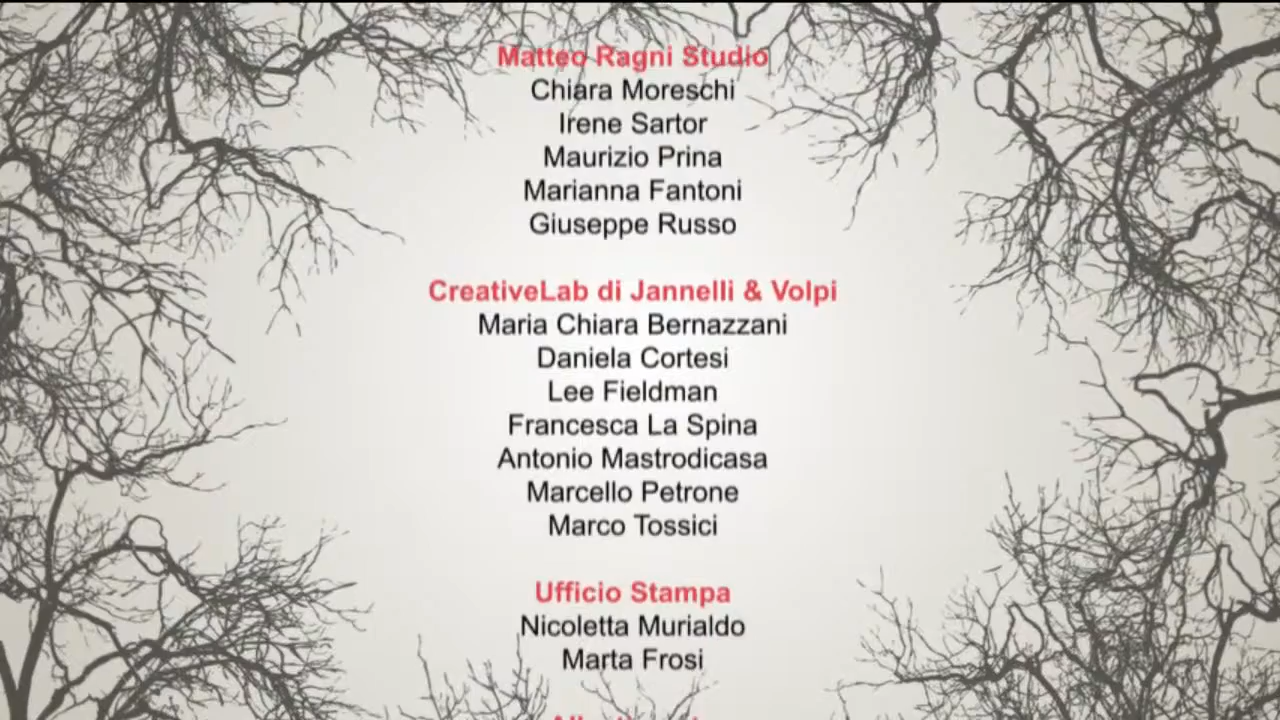 Matteo Ragni Studio
Chiara Moreschi
Irene Sartor
Maurizio Prina
Marianna Fantoni
Giuseppe Russo
CreativeLab di Jannelli & Volpi
Maria Chiara Bernazzani
Daniela Cortesi
Lee Fieldman
Francesca La Spina
Antonio Mastrodicasa
Marcello Petrone
Marco Tossici
Ufficio Stampa
Nicoletta Murialdo
Marta Frosi